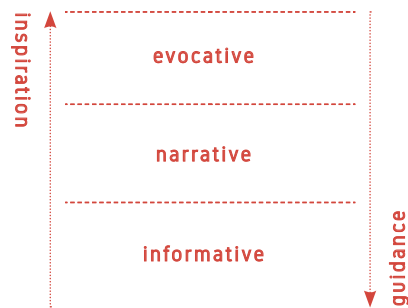 inspiration
evocative
narrative
informative
guidance